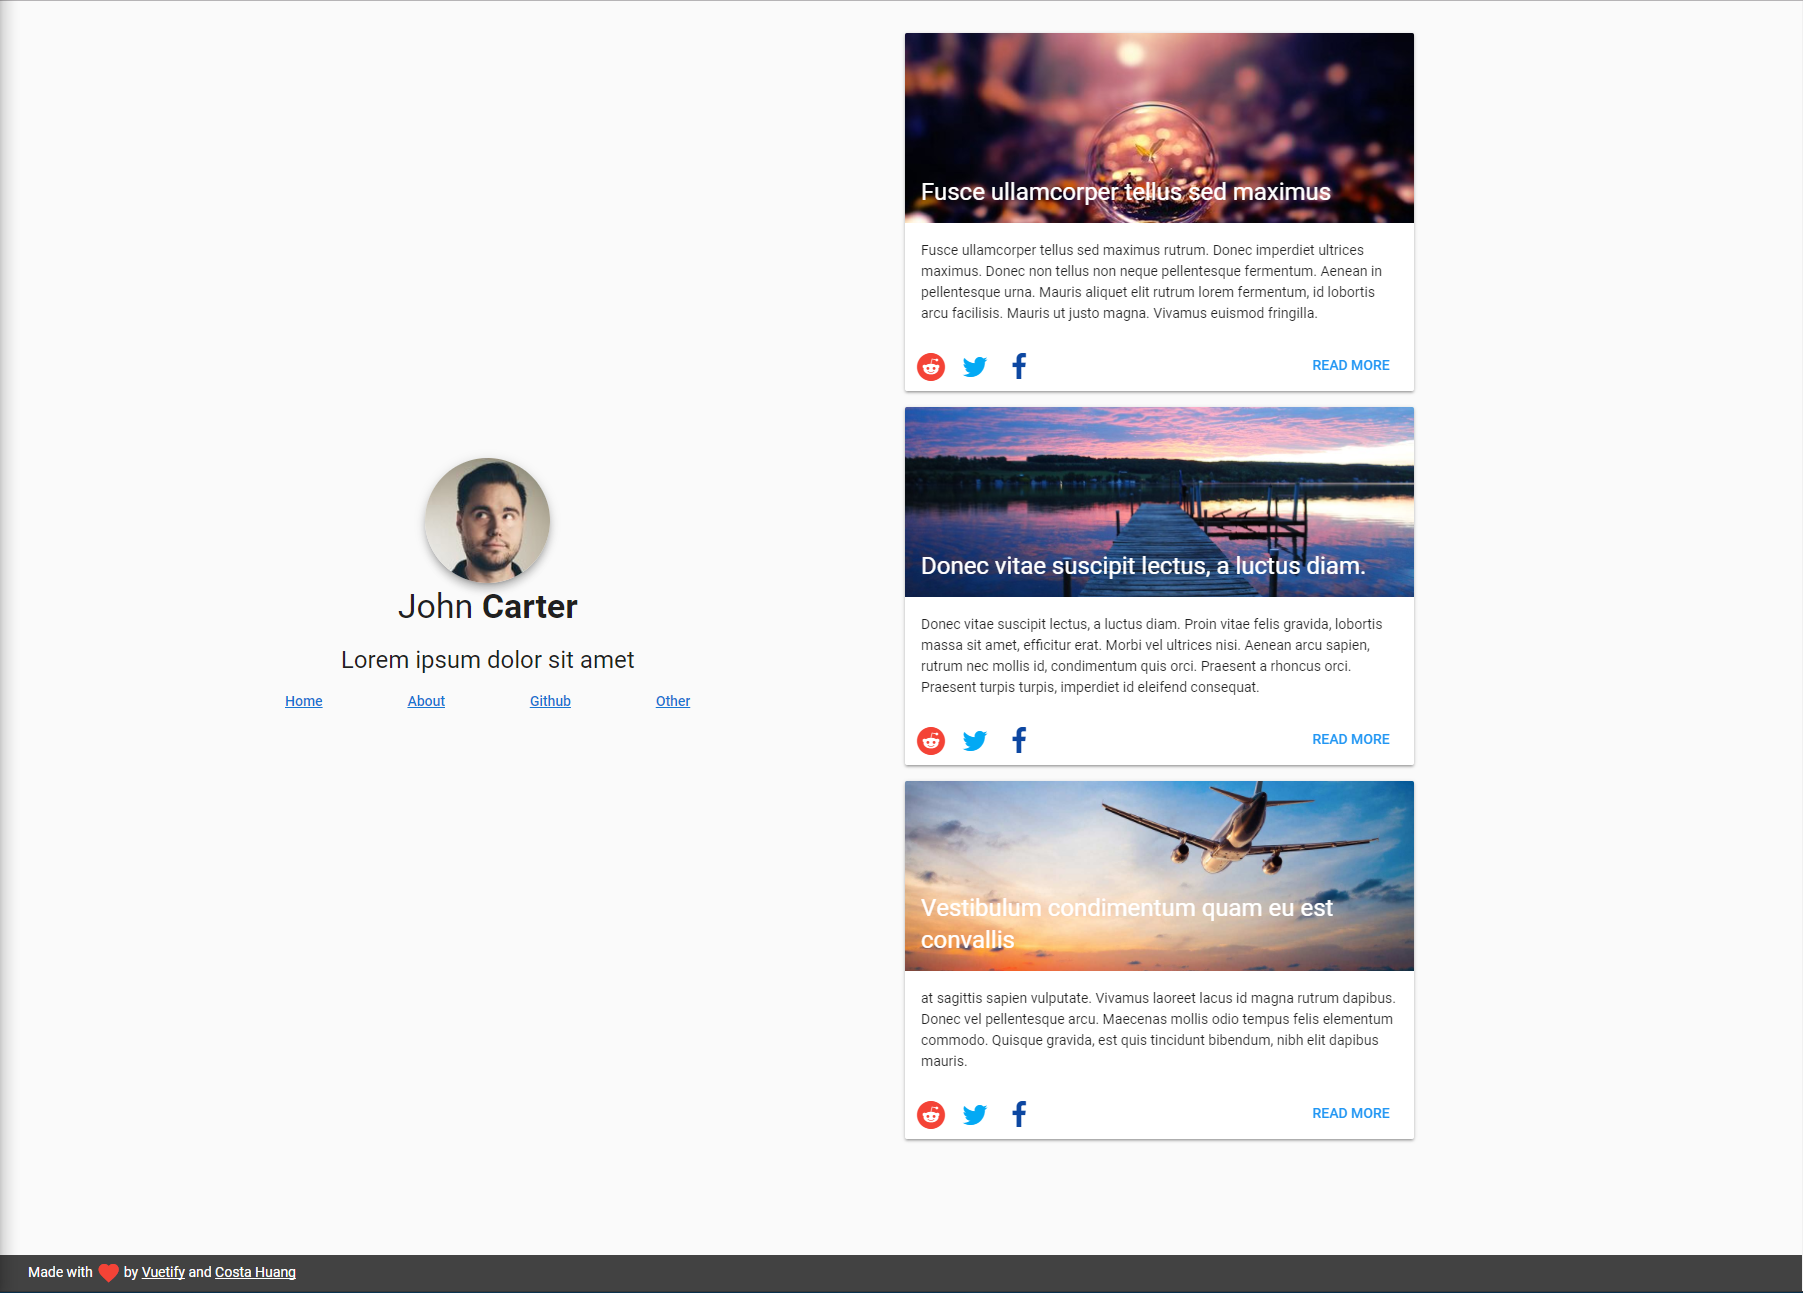 John Carter
Lorem ipsum dolor sit amet
Home About Github Other
Fusce ullamcorper tellus sed maximus
Fusce ullamcorper tellus sed maximus rutrum. Donec imperdiet ultrices
maximus. Donec non tellus non neque pellentesque fermentum. Aenean in
pellentesque urna. Mauris aliquet elit rutrum lorem fermentum, id lobortis
arcu facilisis. Mauris ut justo magna. Vivamus euismod fringilla.
READ MORE
Donec vitae suscipit lectus, a luctus diam.
Donec vitae suscipit lectus, a luctus diam. Proin vitae felis gravida, lobortis
massa sit amet, efficitur erat. Morbi vel ultrices nisi. Aenean arcu sapien,
rutrum nec mollis id, condimentum quis orci. Praesent a rhoncus orci.
Praesent turpis turpis, imperdiet id eleifend consequat.
READ MORE
Vestibulum condimentum quam eu est
convallis
at sagittis sapien vulputate. Vivamus laoreet lacus id magna rutrum dapibus.
Donec vel pellentesque arcu. Maecenas mollis odio tempus felis elementum
commodo. Quisque gravida, est quis tincidunt bibendum, nibh elit dapibus
mauris.
READ MORE
Made with by Vuetify and Costa Huang